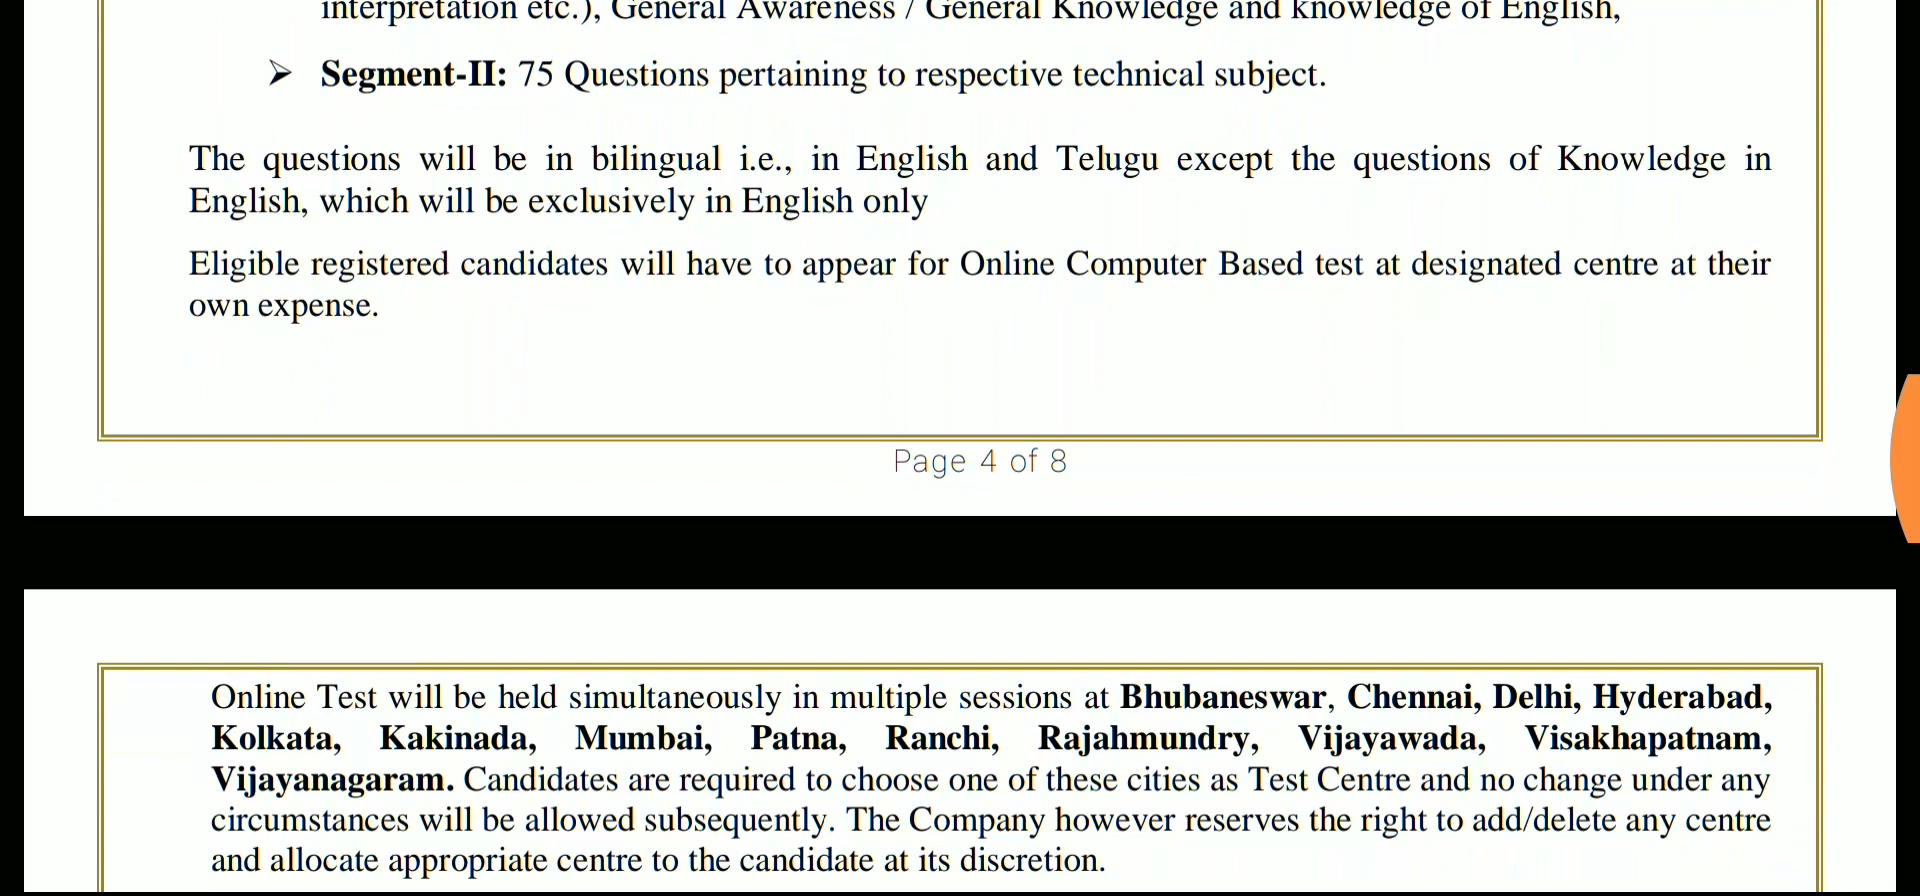 interpretation etc.), General Awareness / General Knowledge and knowledge of English,
➢ Segment-II: 75 Questions pertaining to respective technical subject.
The questions will be in bilingual i.e., in English and Telugu except the questions of Knowledge in
English, which will be exclusively in English only
Eligible registered candidates will have to appear for Online Computer Based test at designated centre at their
own expense.
Page 4 of 8
Online Test will be held simultaneously in multiple sessions at Bhubaneswar, Chennai, Delhi, Hyderabad,
Kolkata, Kakinada, Mumbai, Patna, Ranchi, Rajahmundry, Vijayawada, Visakhapatnam,
Vijayanagaram. Candidates are required to choose one of these cities as Test Centre and no change under any
circumstances will be allowed subsequently. The Company however reserves the right to add/delete any centre
and allocate appropriate centre to the candidate at its discretion.